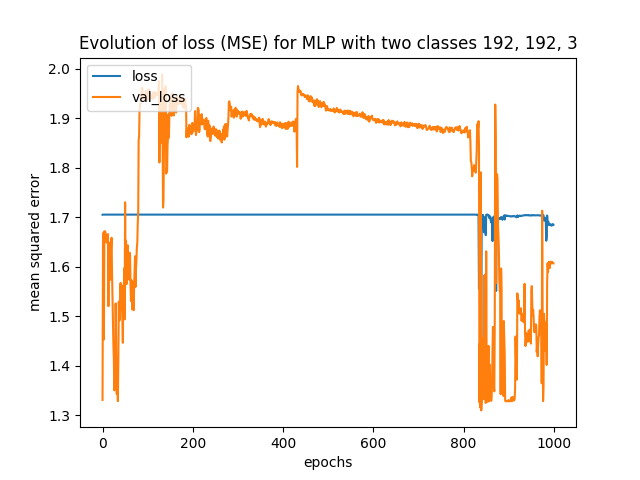 Evolution of loss (MSE) for MLP with two classes 192, 192, 3
loss
val_loss
2.0
1.9
1.8
1.7
1.6
1.5
1.4
1.3
mean squared error
0
200
400
600
800
1000
epochs